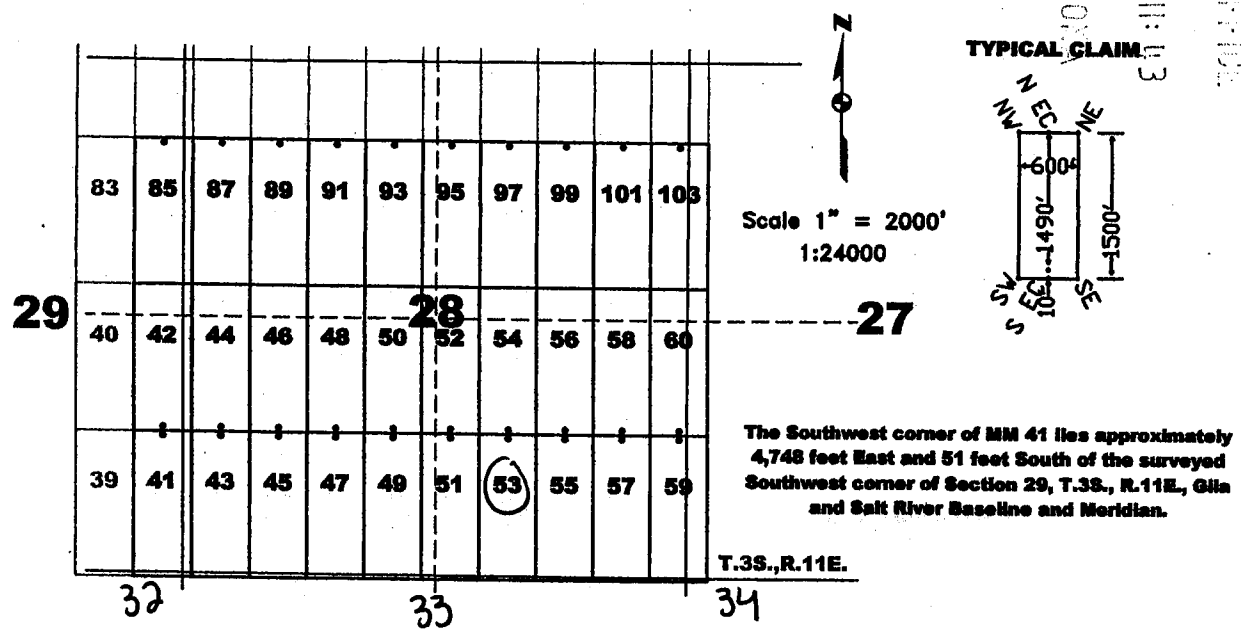 N
TYPICAL CLAIM
N EC
NW
NE
600'
1490'
1500'
10'
SW
S EC
SE
Scale 1" = 2000'
1:24000
83 85 87 89 91 93 95 97 99 101 103
29 28 27
40 42 44 46 48 50 52 54 56 58 60
39 41 43 45 47 49 51 53 55 57 59
The Southwest corner of MM 41 lies approximately
4,748 feet East and 51 feet South of the surveyed
Southwest corner of Section 29, T.3S., R.11E., Gila
and Salt River Baseline and Meridian.
T.3S.,R.11E.
32 33 34